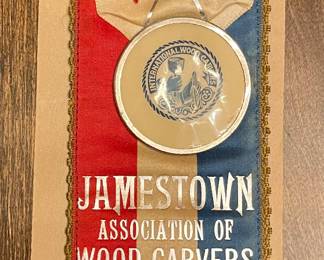 INTERNATIONAL WOOD CARVERS
JAMESTOWN
ASSOCIATION OF
WOOD CARVERS